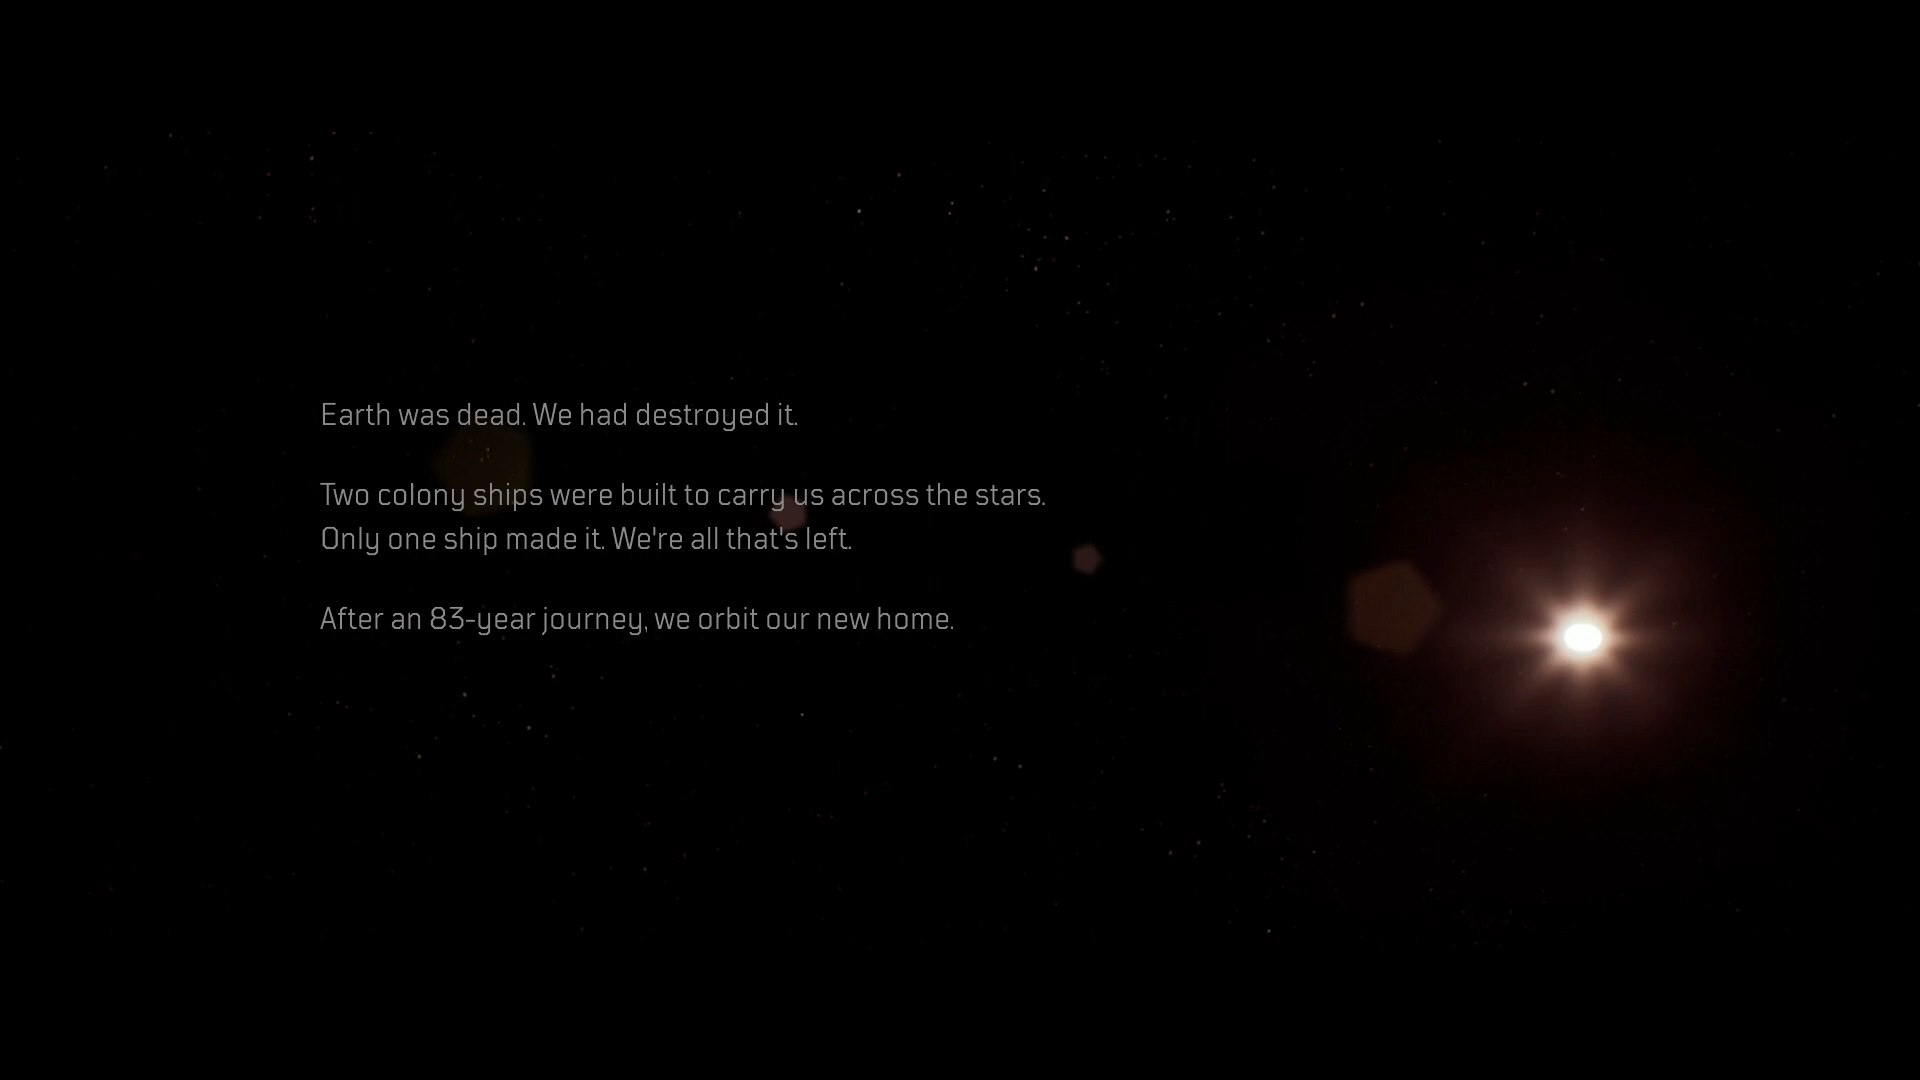 Earth was dead. We had destroyed it.
Two colony ships were built to carry us across the stars.
Only one ship made it. We're all that's left.
After an 83-year journey, we orbit our new home.